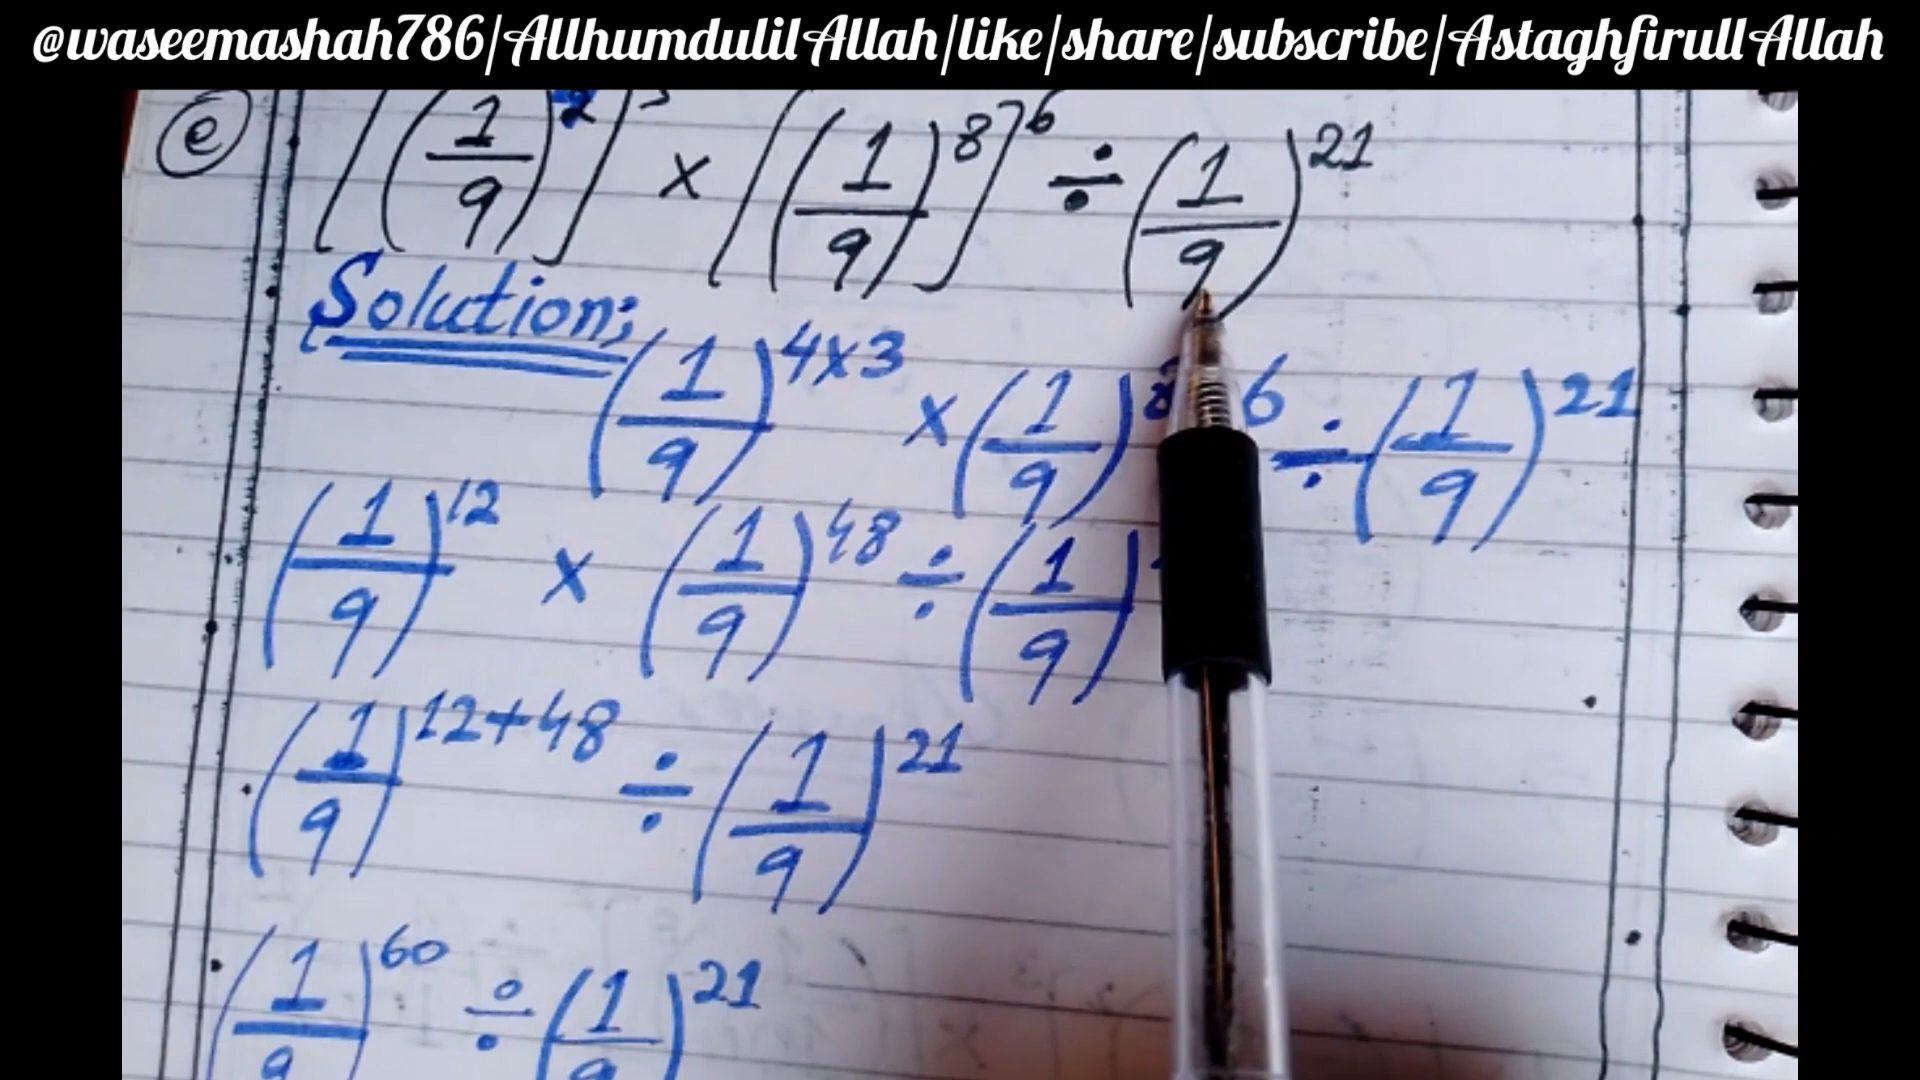 @waseemashah786/AllhumdulilAllah/like/share/subscribe/AstaghfirullAllah
e [(1/9)^2] × [(1/9)^8]^6 ÷ (1/9)^21
Solution;
(1/9)^4×3 × (1/9)^8 6 ÷ (1/9)^21
(1/9)^12 × (1/9)^48 ÷ (1/9)
(1/9)^12+48 ÷ (1/9)^21
(1/9)^60 ÷ (1/9)^21